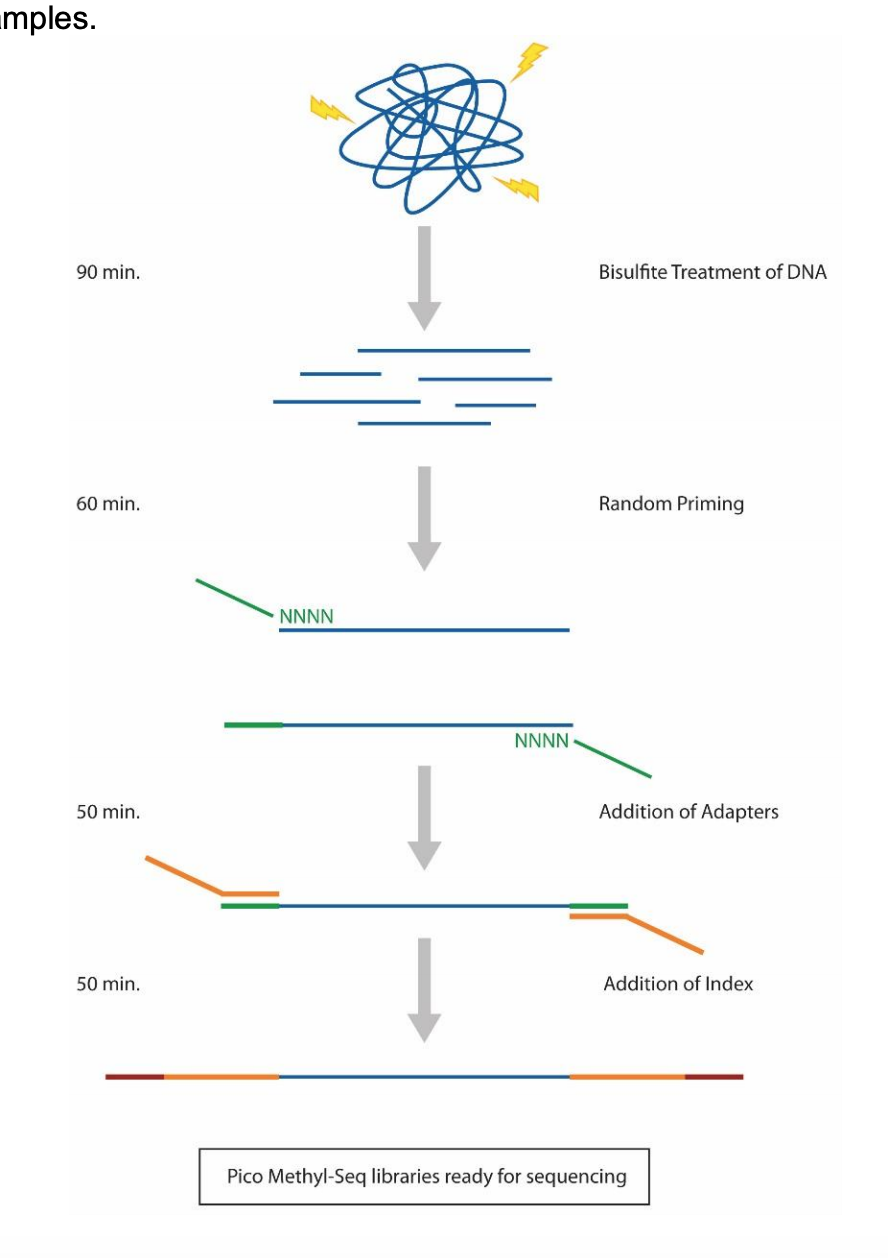 amples.
90 min.
Bisulfite Treatment of DNA
60 min.
Random Priming
NNNN
NNNN
50 min.
Addition of Adapters
50 min.
Addition of Index
Pico Methyl-Seq libraries ready for sequencing